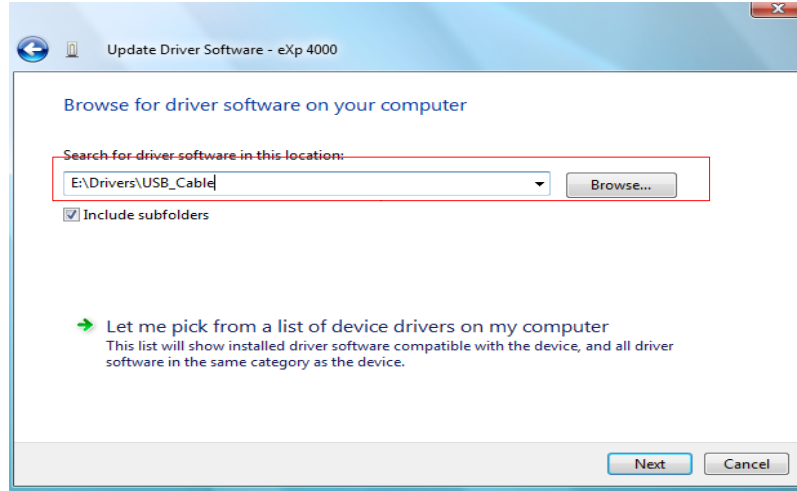 Update Driver Software - eXp 4000
Browse for driver software on your computer
Search for driver software in this location:
E:\Drivers\USB_Cable
Browse...
Include subfolders
Let me pick from a list of device drivers on my computer
This list will show installed driver software compatible with the device, and all driver
software in the same category as the device.
Next
Cancel